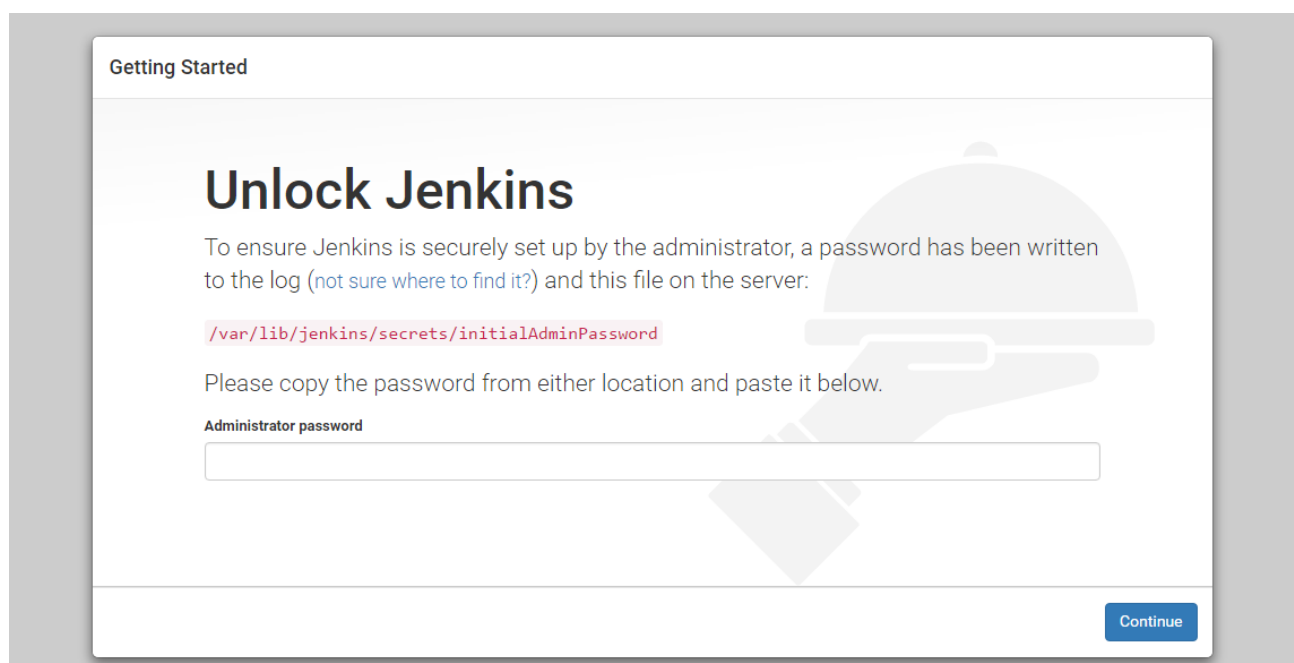 Getting Started
Unlock Jenkins
To ensure Jenkins is securely set up by the administrator, a password has been written
to the log (not sure where to find it?) and this file on the server:
/var/lib/jenkins/secrets/initialAdminPassword
Please copy the password from either location and paste it below.
Administrator password
Continue